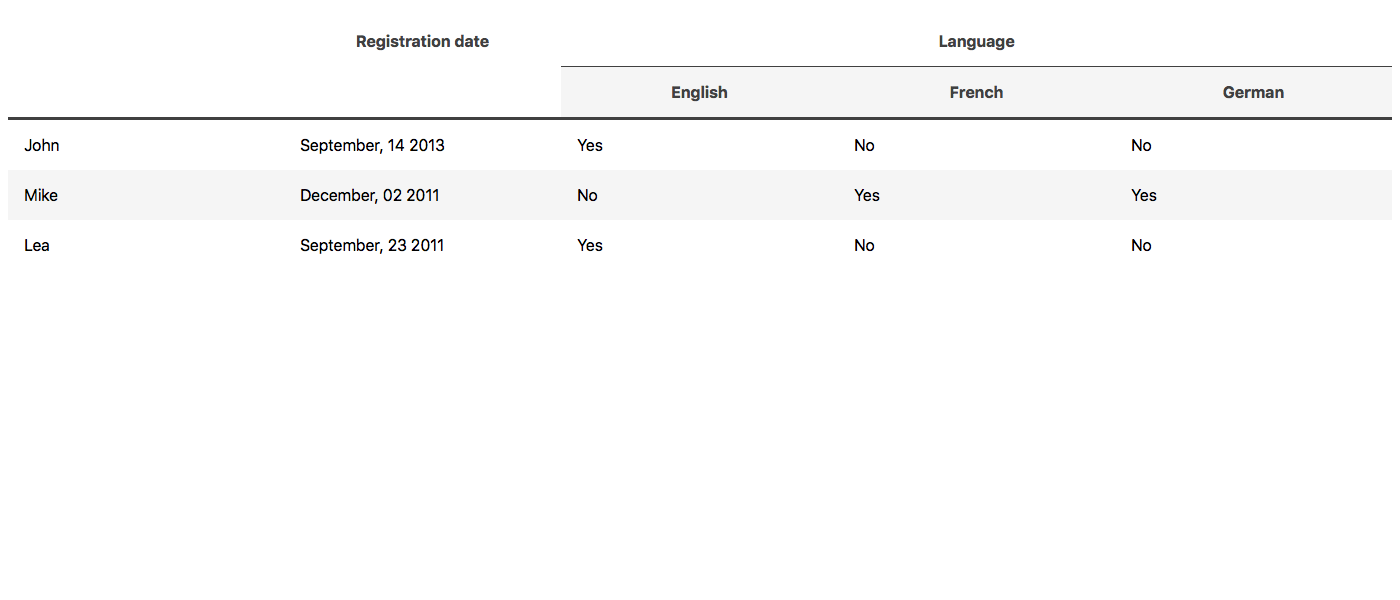 Registration date Language
English French German
John September, 14 2013 Yes No No
Mike December, 02 2011 No Yes Yes
Lea September, 23 2011 Yes No No